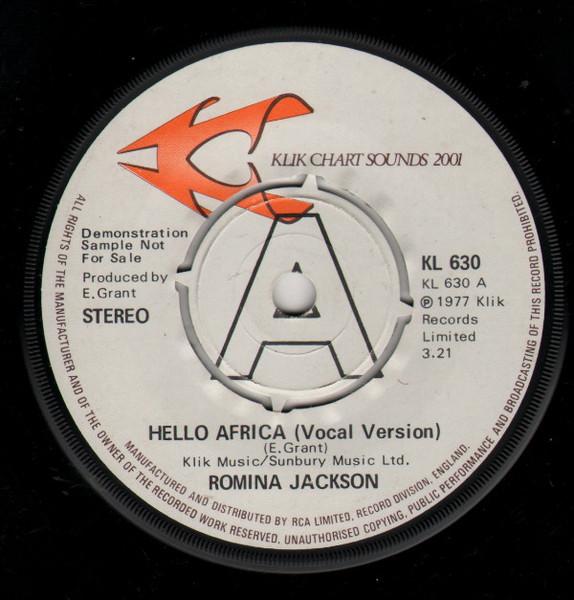 KLIK CHART SOUNDS 2001
Demonstration
Sample Not
For Sale
Produced by
E.Grant
STEREO
A
KL 630
KL 630 A
℗ 1977 Klik
Records
Limited
3.21
HELLO AFRICA (Vocal Version)
(E.Grant)
Klik Music/Sunbury Music Ltd.
ROMINA JACKSON
ALL RIGHTS OF THE MANUFACTURER AND OF THE OWNER OF THE RECORDED WORK RESERVED. UNAUTHORISED COPYING, PUBLIC PERFORMANCE AND BROADCASTING OF THIS RECORD PROHIBITED.
MANUFACTURED AND DISTRIBUTED BY RCA LIMITED, RECORD DIVISION, ENGLAND.